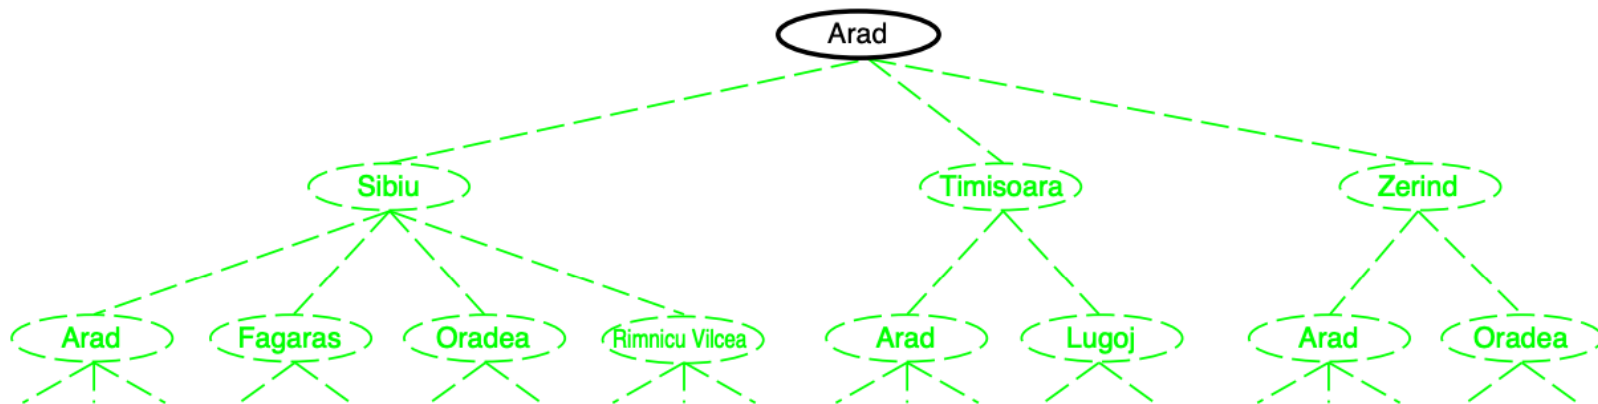 Arad
Sibiu
Timisoara
Zerind
Arad
Fagaras
Oradea
Rimnicu Vilcea
Arad
Lugoj
Arad
Oradea